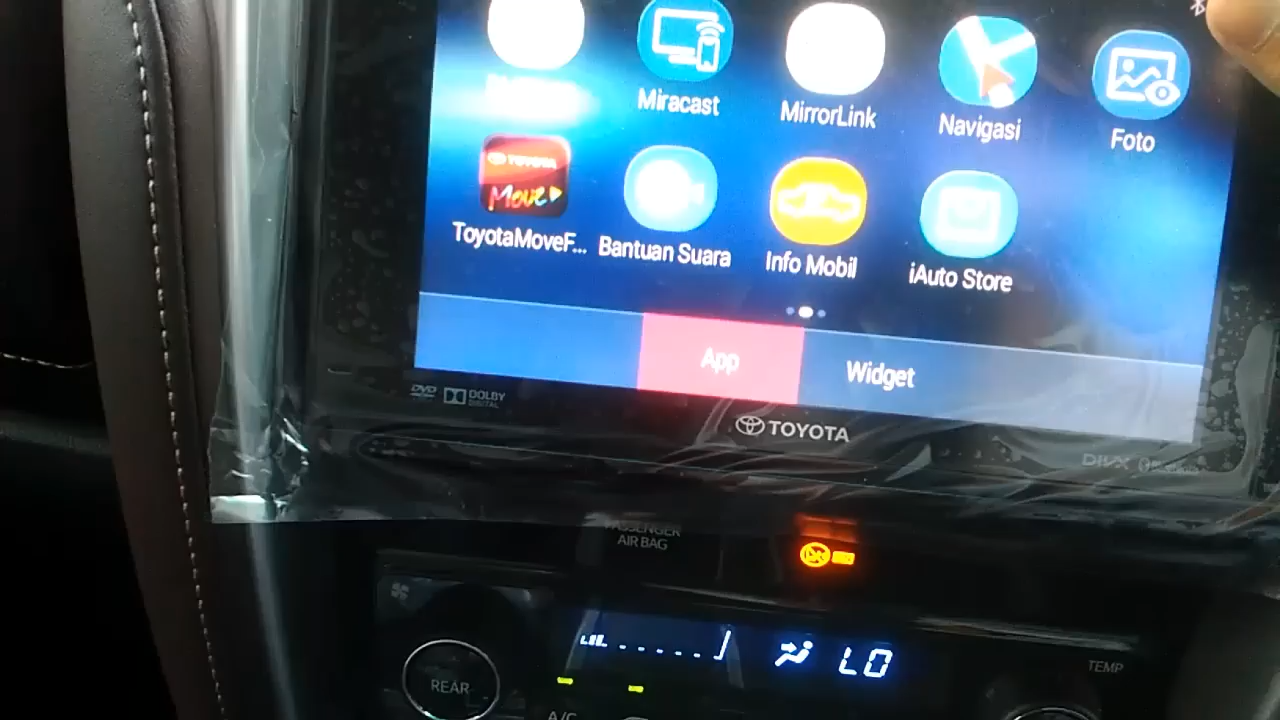 Miracast
MirrorLink
Navigasi
Foto
TOYOTA
Move
ToyotaMoveF...
Bantuan Suara
Info Mobil
iAuto Store
App
Widget
DVD
DOLBY
DIGITAL
TOYOTA
DIVX
PASSENGER
AIR BAG
LO
TEMP
REAR
A/C